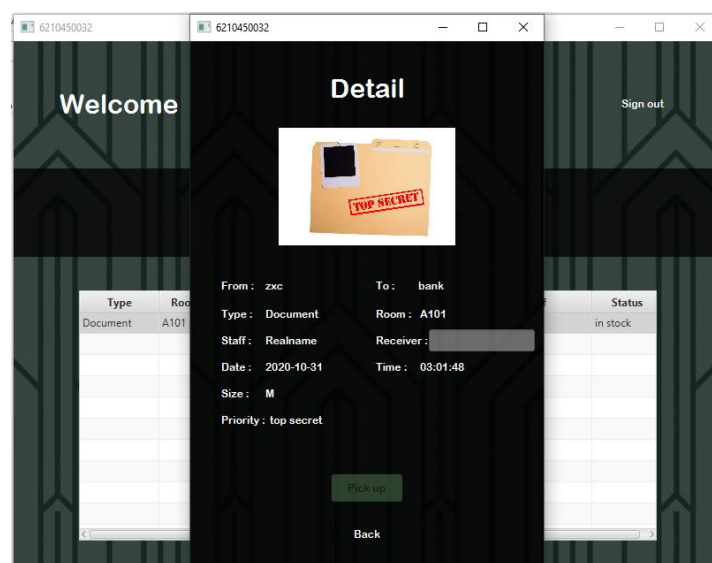 6210450032
6210450032
Welcome
Sign out
Detail
TOP SECRET
From : zxc
To : bank
Type : Document
Room : A101
Staff : Realname
Receiver :
Date : 2020-10-31
Time : 03:01:48
Size : M
Priority : top secret
Pick up
Back
Type
Roo
Status
Document
A101
in stock